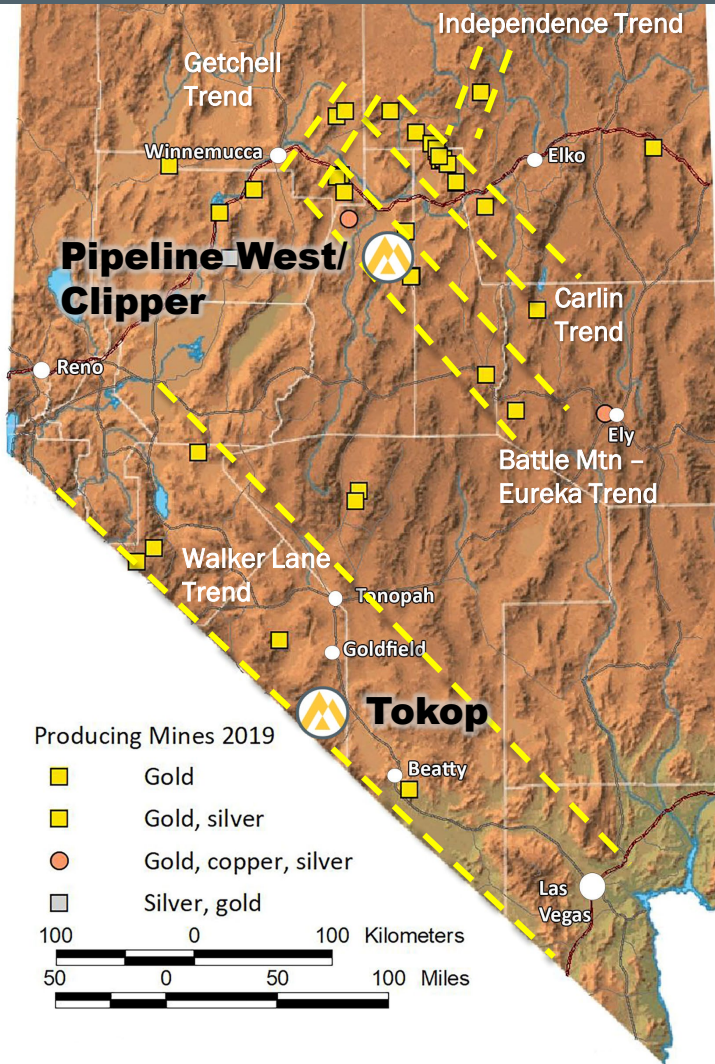 Independence Trend
Getchell
Trend
Winnemucca
Elko
Pipeline West/
Clipper
Carlin
Trend
Reno
Ely
Battle Mtn –
Eureka Trend
Walker Lane
Trend
Tonopah
Goldfield
Tokop
Producing Mines 2019
Beatty
Gold
Gold, silver
Gold, copper, silver
Silver, gold
Las
Vegas
100 0 100 Kilometers
50 0 50 100 Miles